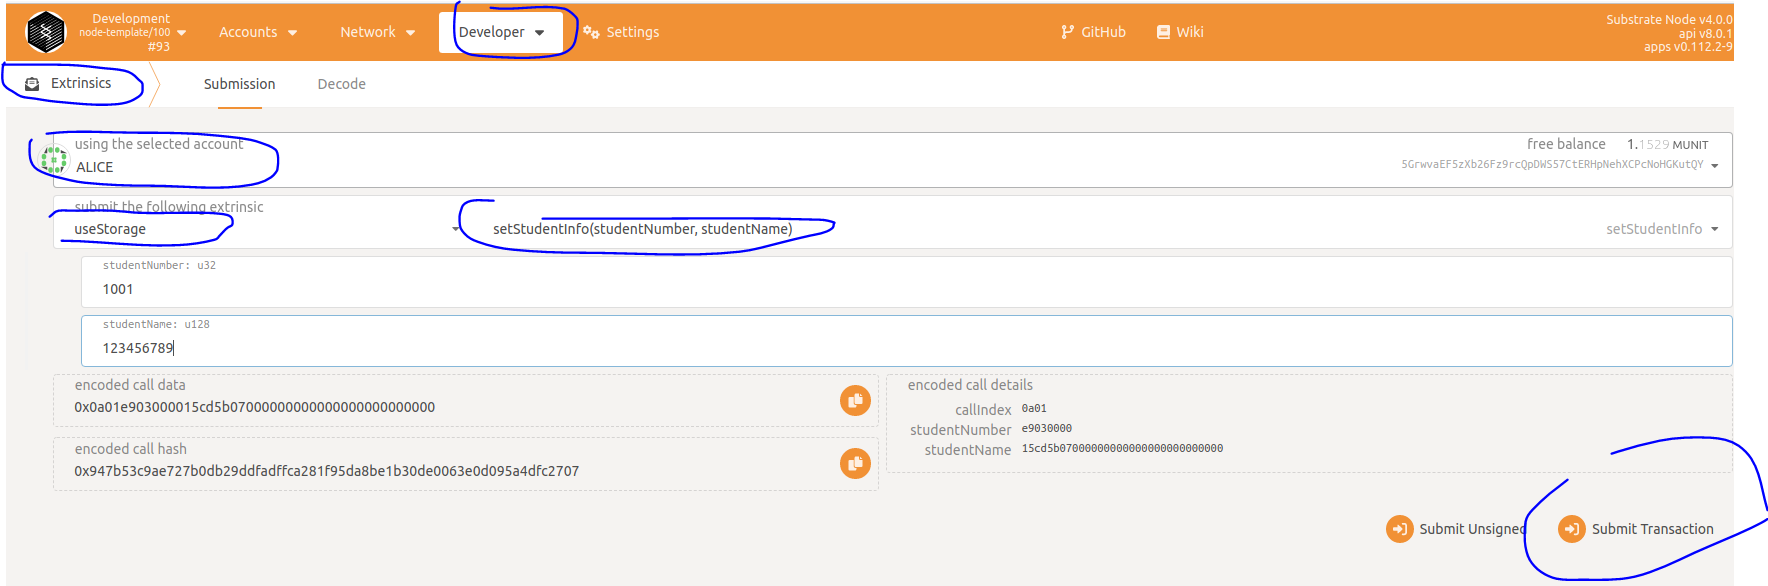 Development
node-template/100
#93
Accounts
Network
Developer
Settings
GitHub
Wiki
Substrate Node v4.0.0
api v8.0.1
apps v0.112.2-9
Extrinsics
Submission
Decode
using the selected account
ALICE
free balance 1.1529 MUNIT
5GrwvaEF5zXb26Fz9rcQpDWS57CtERHpNehXCPcNoHGKutQY
submit the following extrinsic
useStorage
setStudentInfo(studentNumber, studentName)
setStudentInfo
studentNumber: u32
1001
studentName: u128
123456789
encoded call data
0x0a01e903000015cd5b07000000000000000000000000
encoded call details
callIndex 0a01
studentNumber e9030000
studentName 15cd5b07000000000000000000000000
encoded call hash
0x947b53c9ae727b0db29ddfadffca281f95da8be1b30de0063e0d095a4dfc2707
Submit Unsigned
Submit Transaction